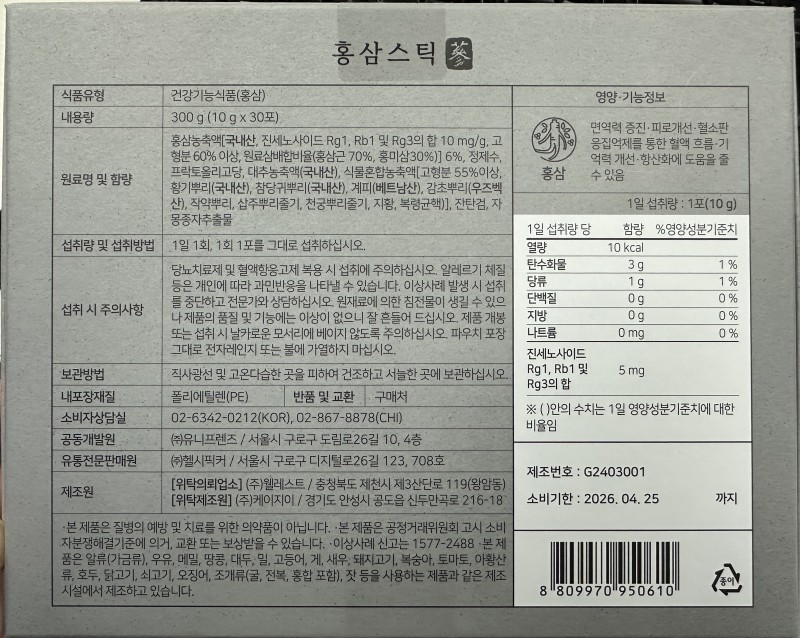 홍삼스틱 蔘
식품유형 건강기능식품(홍삼)
내용량 300 g (10 g x 30포)
원료명 및 함량
홍삼농축액[국내산, 진세노사이드 Rg1, Rb1 및 Rg3의 합 10 mg/g, 고
형분 60% 이상, 원료삼배합비율(홍삼근 70%, 홍미삼30%)] 6%, 정제수,
프락토올리고당, 대추농축액(국내산), 식물혼합농축액[고형분 55%이상,
황기뿌리(국내산), 참당귀뿌리(국내산), 계피(베트남산), 감초뿌리(우즈벡
산), 작약뿌리, 삽주뿌리줄기, 천궁뿌리줄기, 지황, 복령균핵)], 잔탄검, 자
몽종자추출물
섭취량 및 섭취방법 1일 1회, 1회 1포를 그대로 섭취하십시오.
섭취 시 주의사항
당뇨치료제 및 혈액항응고제 복용 시 섭취에 주의하십시오. 알레르기 체질
등은 개인에 따라 과민반응을 나타낼 수 있습니다. 이상사례 발생 시 섭취
를 중단하고 전문가와 상담하십시오. 원재료에 의한 침전물이 생길 수 있으
나 제품의 품질 및 기능에는 이상이 없으니 잘 흔들어 드십시오. 제품 개봉
또는 섭취 시 날카로운 모서리에 베이지 않도록 주의하십시오. 파우치 포장
그대로 전자레인지 또는 불에 가열하지 마십시오.
보관방법 직사광선 및 고온다습한 곳을 피하여 건조하고 서늘한 곳에 보관하십시오.
내포장재질 폴리에틸렌(PE) 반품 및 교환 구매처
소비자상담실 02-6342-0212(KOR), 02-867-8878(CHI)
공동개발원 ㈜유니프렌즈 / 서울시 구로구 도림로26길 10, 4층
유통전문판매원 ㈜헬시픽커 / 서울시 구로구 디지털로26길 123, 708호
제조원
[위탁의뢰업소] (주)웰레스트 / 충청북도 제천시 제3산단로 119(왕암동)
[위탁제조원] (주)케이지이 / 경기도 안성시 공도읍 신두만곡로 216-18
·본 제품은 질병의 예방 및 치료를 위한 의약품이 아닙니다. ·본 제품은 공정거래위원회 고시 소비
자분쟁해결기준에 의거, 교환 또는 보상받을 수 있습니다. ·이상사례 신고는 1577-2488 ·본 제
품은 알류(가금류), 우유, 메밀, 땅콩, 대두, 밀, 고등어, 게, 새우, 돼지고기, 복숭아, 토마토, 아황산
류, 호두, 닭고기, 쇠고기, 오징어, 조개류(굴, 전복, 홍합 포함), 잣 등을 사용하는 제품과 같은 제조
시설에서 제조하고 있습니다.
영양·기능정보
홍삼
면역력 증진·피로개선·혈소판
응집억제를 통한 혈액 흐름·기
억력 개선·항산화에 도움을 줄
수 있음
1일 섭취량 : 1포(10 g)
1일 섭취량 당 함량 %영양성분기준치
열량 10 kcal
탄수화물 3 g 1 %
당류 1 g 1 %
단백질 0 g 0 %
지방 0 g 0 %
나트륨 0 mg 0 %
진세노사이드
Rg1, Rb1 및 5 mg
Rg3의 합
※ ( )안의 수치는 1일 영양성분기준치에 대한
비율임
제조번호 : G2403001
소비기한 : 2026. 04. 25 까지
8 809970 950610
종이